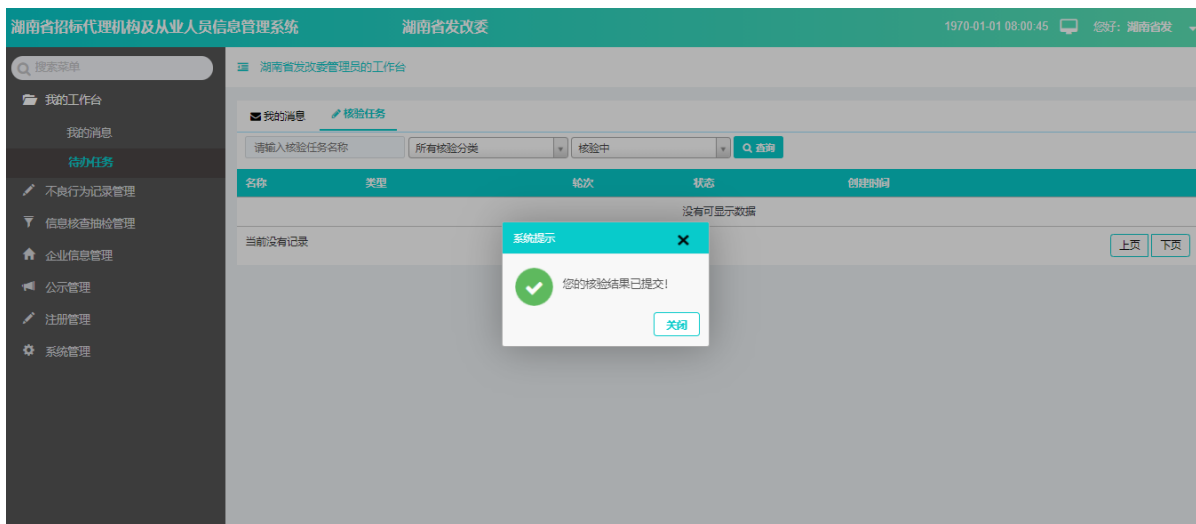 湖南省招标代理机构及从业人员信息管理系统 湖南省发改委 1970-01-01 08:00:45 您好: 湖南省发
搜索菜单
湖南省发改委管理员的工作台
我的工作台
我的消息 核验任务
我的消息
请输入核验任务名称 所有核验分类 核验中 查询
待办任务
名称 类型 轮次 状态 创建时间
不良行为记录管理
没有可显示数据
信息核查抽检管理
当前没有记录 上页 下页
系统提示
企业信息管理
您的核验结果已提交!
公示管理
注册管理
关闭
系统管理